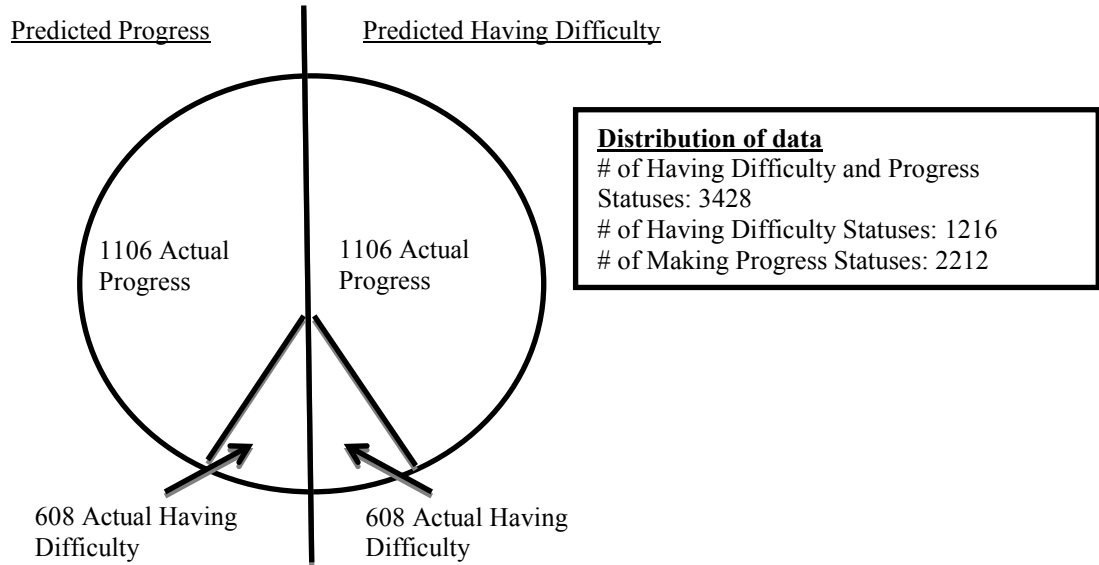 Predicted Progress
Predicted Having Difficulty
Distribution of data
# of Having Difficulty and Progress
Statuses: 3428
# of Having Difficulty Statuses: 1216
# of Making Progress Statuses: 2212
1106 Actual
Progress
1106 Actual
Progress
608 Actual Having
Difficulty
608 Actual Having
Difficulty